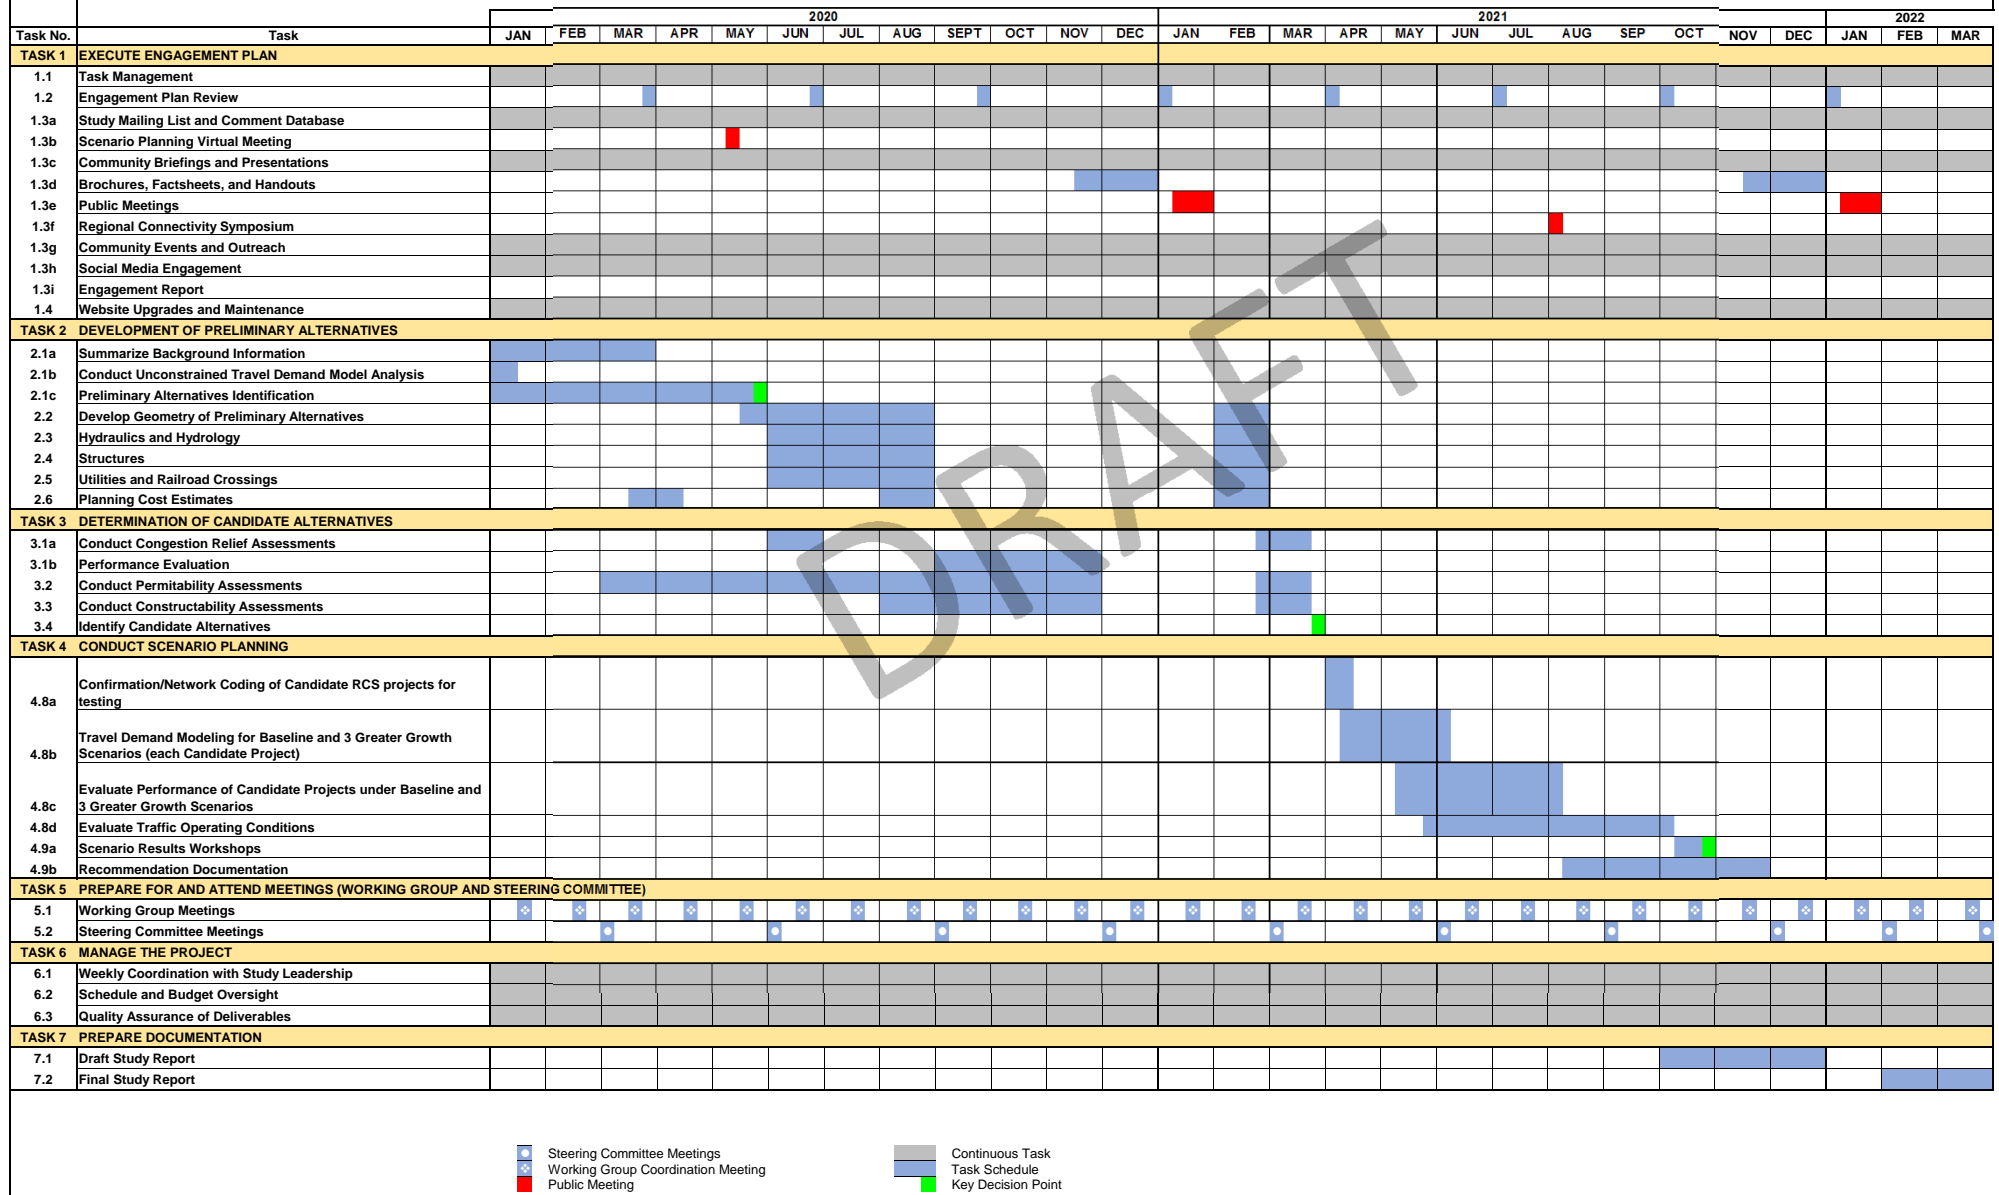 2020 2021 2022
Task No. Task JAN FEB MAR APR MAY JUN JUL AUG SEPT OCT NOV DEC JAN FEB MAR APR MAY JUN JUL AUG SEP OCT NOV DEC JAN FEB MAR
TASK 1 EXECUTE ENGAGEMENT PLAN
1.1 Task Management
1.2 Engagement Plan Review
1.3a Study Mailing List and Comment Database
1.3b Scenario Planning Virtual Meeting
1.3c Community Briefings and Presentations
1.3d Brochures, Factsheets, and Handouts
1.3e Public Meetings
1.3f Regional Connectivity Symposium
1.3g Community Events and Outreach
1.3h Social Media Engagement
1.3i Engagement Report
1.4 Website Upgrades and Maintenance
TASK 2 DEVELOPMENT OF PRELIMINARY ALTERNATIVES
2.1a Summarize Background Information
2.1b Conduct Unconstrained Travel Demand Model Analysis
2.1c Preliminary Alternatives Identification
2.2 Develop Geometry of Preliminary Alternatives
2.3 Hydraulics and Hydrology
2.4 Structures
2.5 Utilities and Railroad Crossings
2.6 Planning Cost Estimates
TASK 3 DETERMINATION OF CANDIDATE ALTERNATIVES
3.1a Conduct Congestion Relief Assessments
3.1b Performance Evaluation
3.2 Conduct Permitability Assessments
3.3 Conduct Constructability Assessments
3.4 Identify Candidate Alternatives
TASK 4 CONDUCT SCENARIO PLANNING
Confirmation/Network Coding of Candidate RCS projects for
4.8a testing
Travel Demand Modeling for Baseline and 3 Greater Growth
4.8b Scenarios (each Candidate Project)
Evaluate Performance of Candidate Projects under Baseline and
4.8c 3 Greater Growth Scenarios
4.8d Evaluate Traffic Operating Conditions
4.9a Scenario Results Workshops
4.9b Recommendation Documentation
TASK 5 PREPARE FOR AND ATTEND MEETINGS (WORKING GROUP AND STEERING COMMITTEE)
5.1 Working Group Meetings
5.2 Steering Committee Meetings
TASK 6 MANAGE THE PROJECT
6.1 Weekly Coordination with Study Leadership
6.2 Schedule and Budget Oversight
6.3 Quality Assurance of Deliverables
TASK 7 PREPARE DOCUMENTATION
7.1 Draft Study Report
7.2 Final Study Report
DRAFT
Steering Committee Meetings Continuous Task
Working Group Coordination Meeting Task Schedule
Public Meeting Key Decision Point